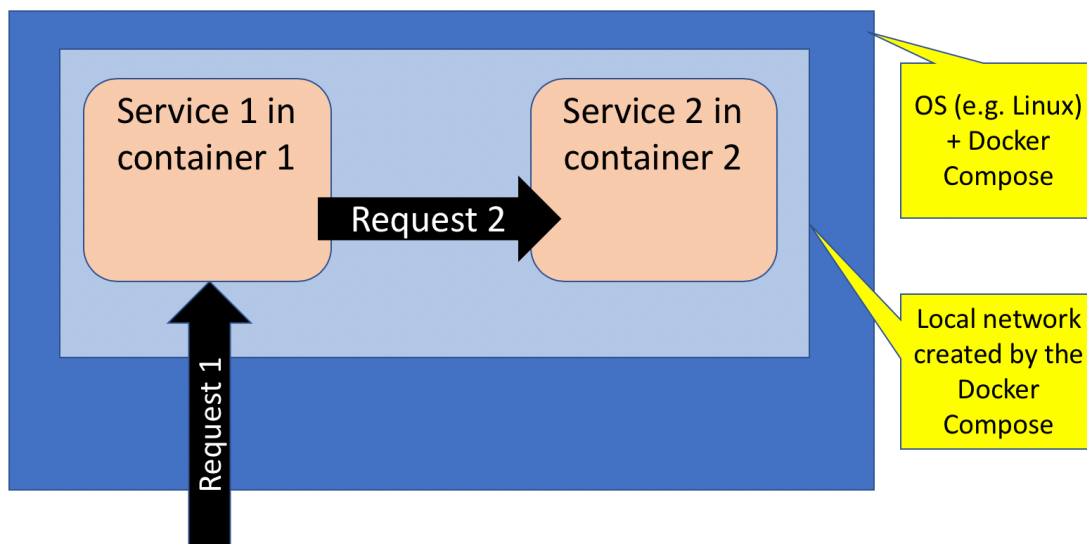 Service 1 in
container 1
Service 2 in
container 2
Request 2
Request 1
OS (e.g. Linux)
+ Docker
Compose
Local network
created by the
Docker
Compose